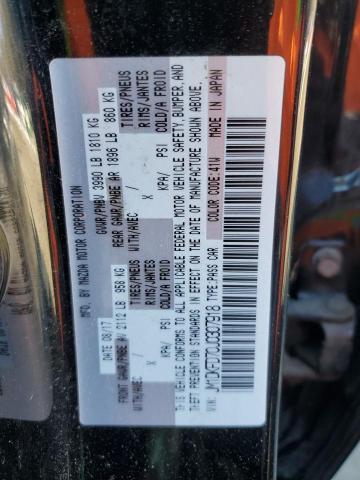 MFD. BY MAZDA MOTOR CORPORATION
DATE 08/17
GVWR/PNBV 3990 LB 1810 KG
FRONT GAWR/PNBE AV 2112 LB 958 KG
REAR GAWR/PNBE AR 1896 LB 860 KG
WITH/AVEC TIRES/PNEUS
X RIMS/JANTES
KPA/ PSI COLD/A FROID
WITH/AVEC TIRES/PNEUS
X RIMS/JANTES
KPA/ PSI COLD/A FROID
THIS VEHICLE CONFORMS TO ALL APPLICABLE FEDERAL MOTOR VEHICLE SAFETY, BUMPER, AND
THEFT PREVENTION STANDARDS IN EFFECT ON THE DATE OF MANUFACTURE SHOWN ABOVE.
VIN: TYPE: PASS CAR COLOR CODE: 41W MADE IN JAPAN